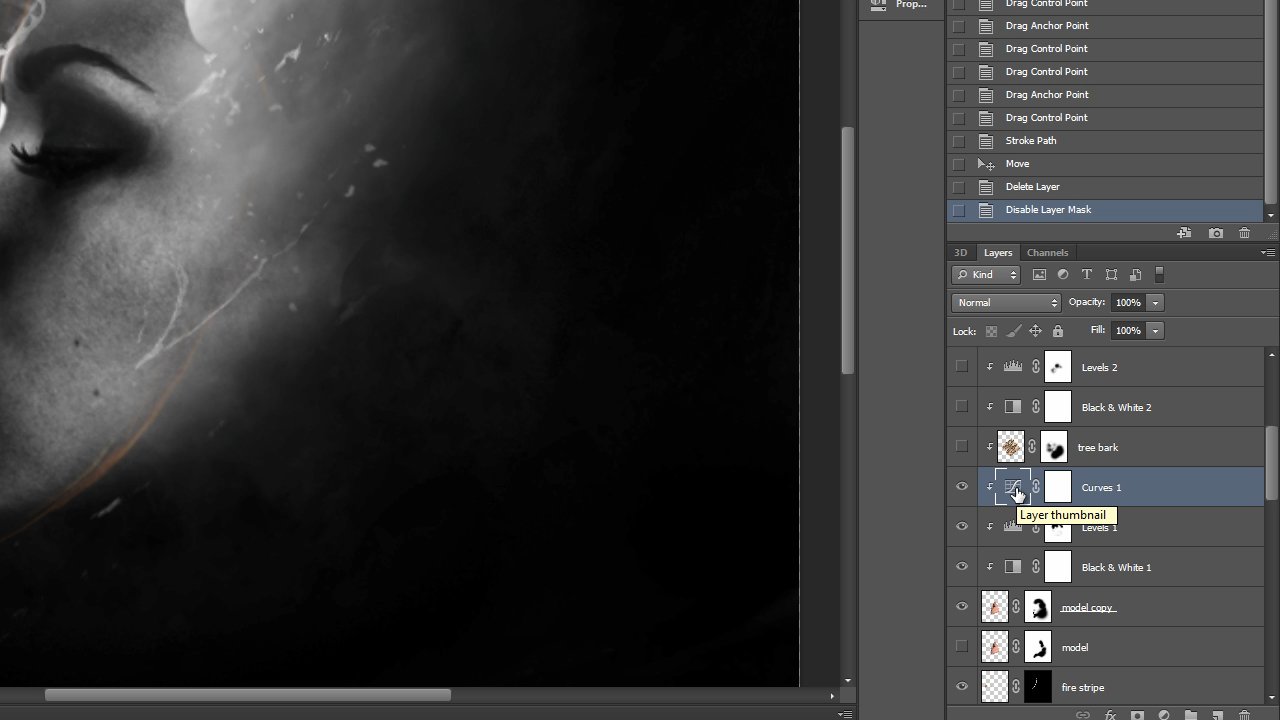 Prop...
Drag Control Point
Drag Anchor Point
Drag Control Point
Drag Control Point
Drag Anchor Point
Drag Control Point
Stroke Path
Move
Delete Layer
Disable Layer Mask
3D Layers Channels
Kind
Normal Opacity: 100%
Lock: Fill: 100%
Levels 2
Black & White 2
tree bark
Curves 1
Layer thumbnail
Levels 1
Black & White 1
model copy
model
fire stripe
fx